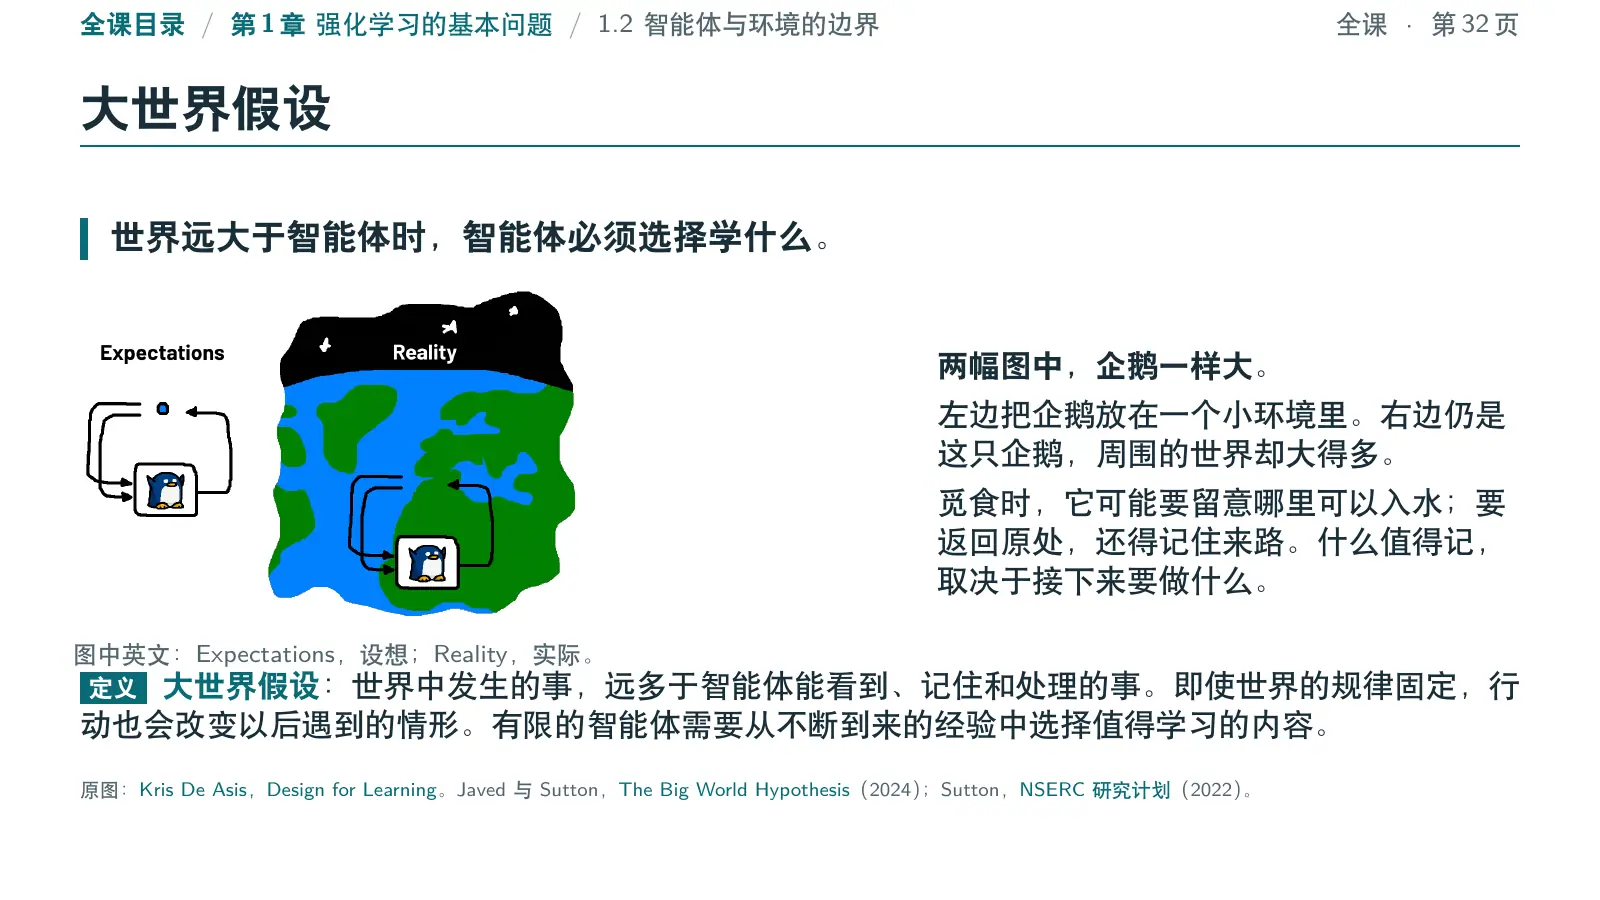 全课目录 / 第1章 强化学习的基本问题 / 1.2 智能体与环境的边界
全课 · 第32页
大世界假设
世界远大于智能体时，智能体必须选择学什么。
Expectations
Reality
两幅图中，企鹅一样大。
左边把企鹅放在一个小环境里。右边仍是
这只企鹅，周围的世界却大得多。
觅食时，它可能要留意哪里可以入水；要
返回原处，还得记住来路。什么值得记，
取决于接下来要做什么。
图中英文：Expectations，设想；Reality，实际。
定义 大世界假设：世界中发生的事，远多于智能体能看到、记住和处理的事。即使世界的规律固定，行
动也会改变以后遇到的情形。有限的智能体需要从不断到来的经验中选择值得学习的内容。
原图：Kris De Asis，Design for Learning。Javed 与 Sutton，The Big World Hypothesis（2024）；Sutton，NSERC 研究计划（2022）。